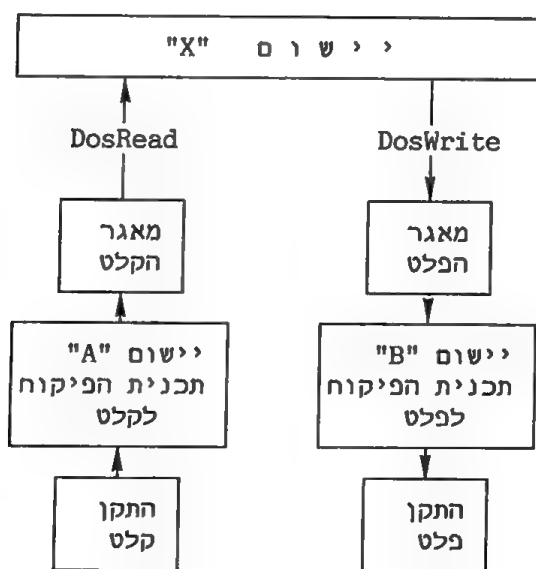 יישום "X"
DosRead
DosWrite
מאגר
הקלט
מאגר
הפלט
יישום "A"
תכנית הפיקוח
לקלט
יישום "B"
תכנית הפיקוח
לפלט
התקן
קלט
התקן
פלט